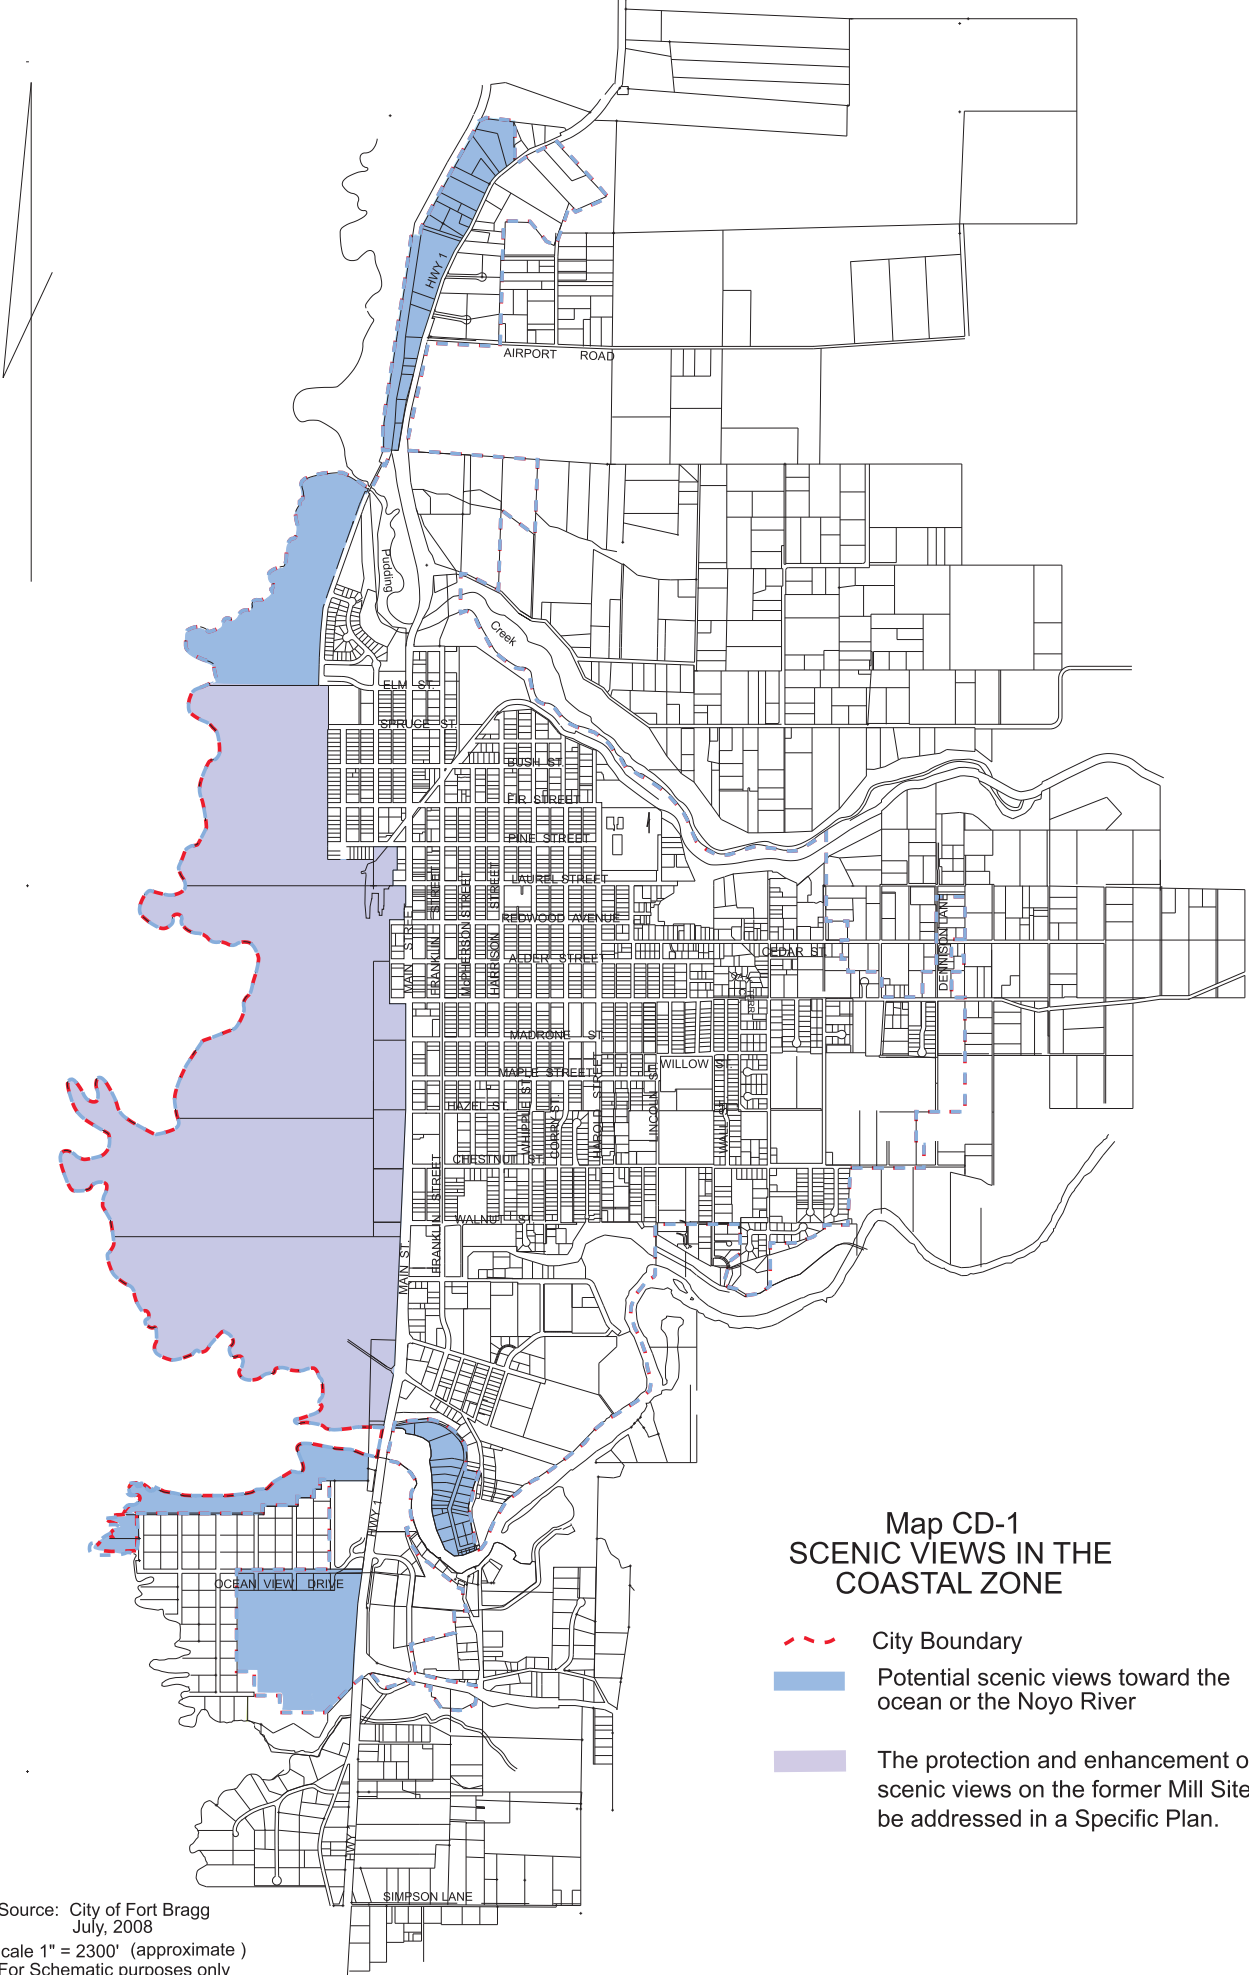 HWY 1
AIRPORT ROAD
Pudding
Creek
ELM ST.
SPRUCE ST.
BUSH ST.
FIR STREET
PINE STREET
LAUREL STREET
REDWOOD AVENUE
CEDAR ST.
ALDER STREET
MAIN STREET
FRANKLIN STREET
McPHERSON STREET
HARRISON STREET
DENNISON LANE
MADRONE ST.
WILLOW ST.
MAPLE STREET
HAZEL ST.
WHIPPLE ST.
CORRY ST.
HAROLD STREET
LINCOLN ST.
WALL ST.
CHESTNUT ST.
WALNUT ST.
MAIN ST.
FRANKLIN STREET
HWY 1
OCEAN VIEW DRIVE
HWY 1
SIMPSON LANE
Map CD-1
SCENIC VIEWS IN THE
COASTAL ZONE
City Boundary
Potential scenic views toward the
ocean or the Noyo River
The protection and enhancement o
scenic views on the former Mill Site
be addressed in a Specific Plan.
Source: City of Fort Bragg
July, 2008
cale 1" = 2300' (approximate )
For Schematic purposes only